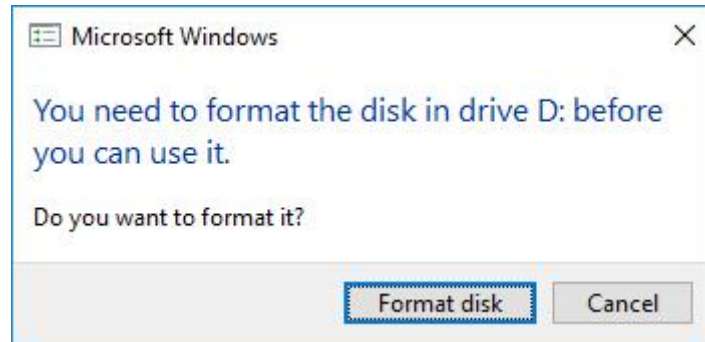 Microsoft Windows
You need to format the disk in drive D: before
you can use it.
Do you want to format it?
Format disk
Cancel